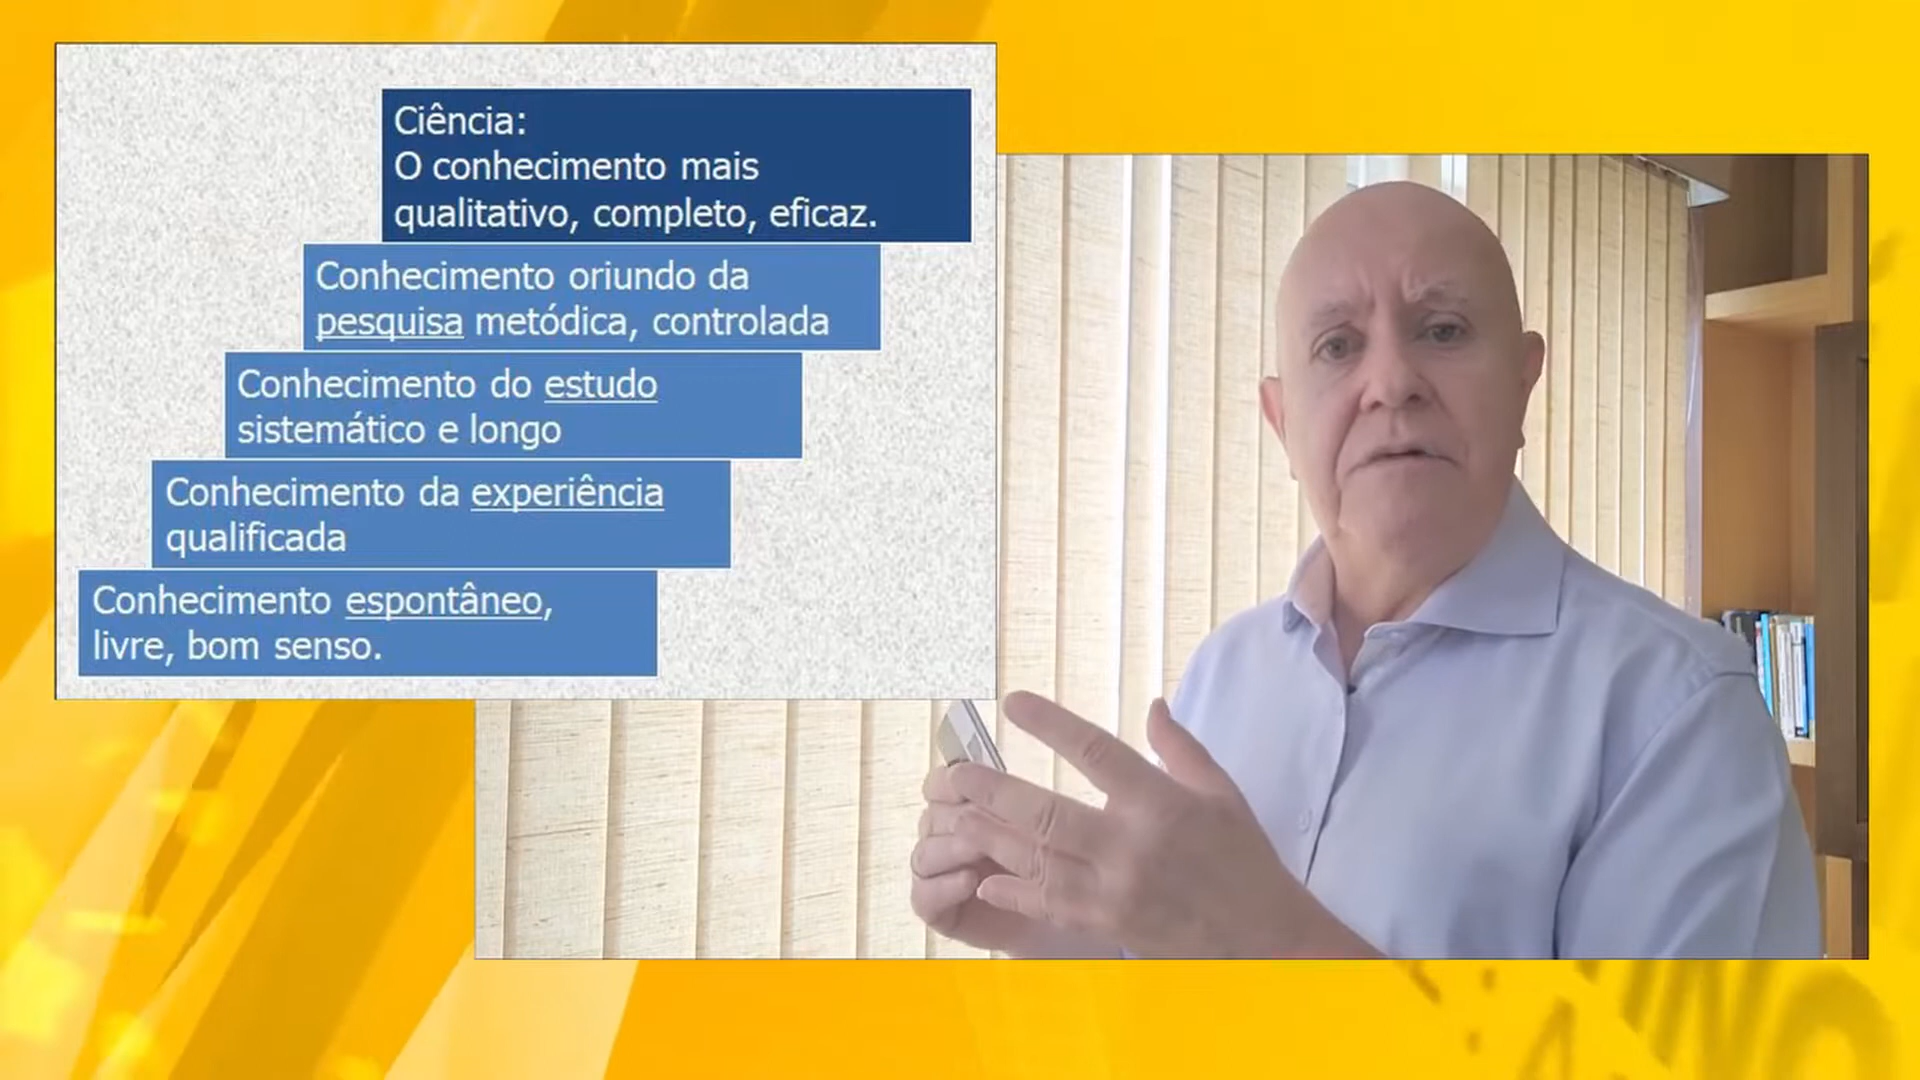 Ciência:
O conhecimento mais
qualitativo, completo, eficaz.
Conhecimento oriundo da
pesquisa metódica, controlada
Conhecimento do estudo
sistemático e longo
Conhecimento da experiência
qualificada
Conhecimento espontâneo,
livre, bom senso.